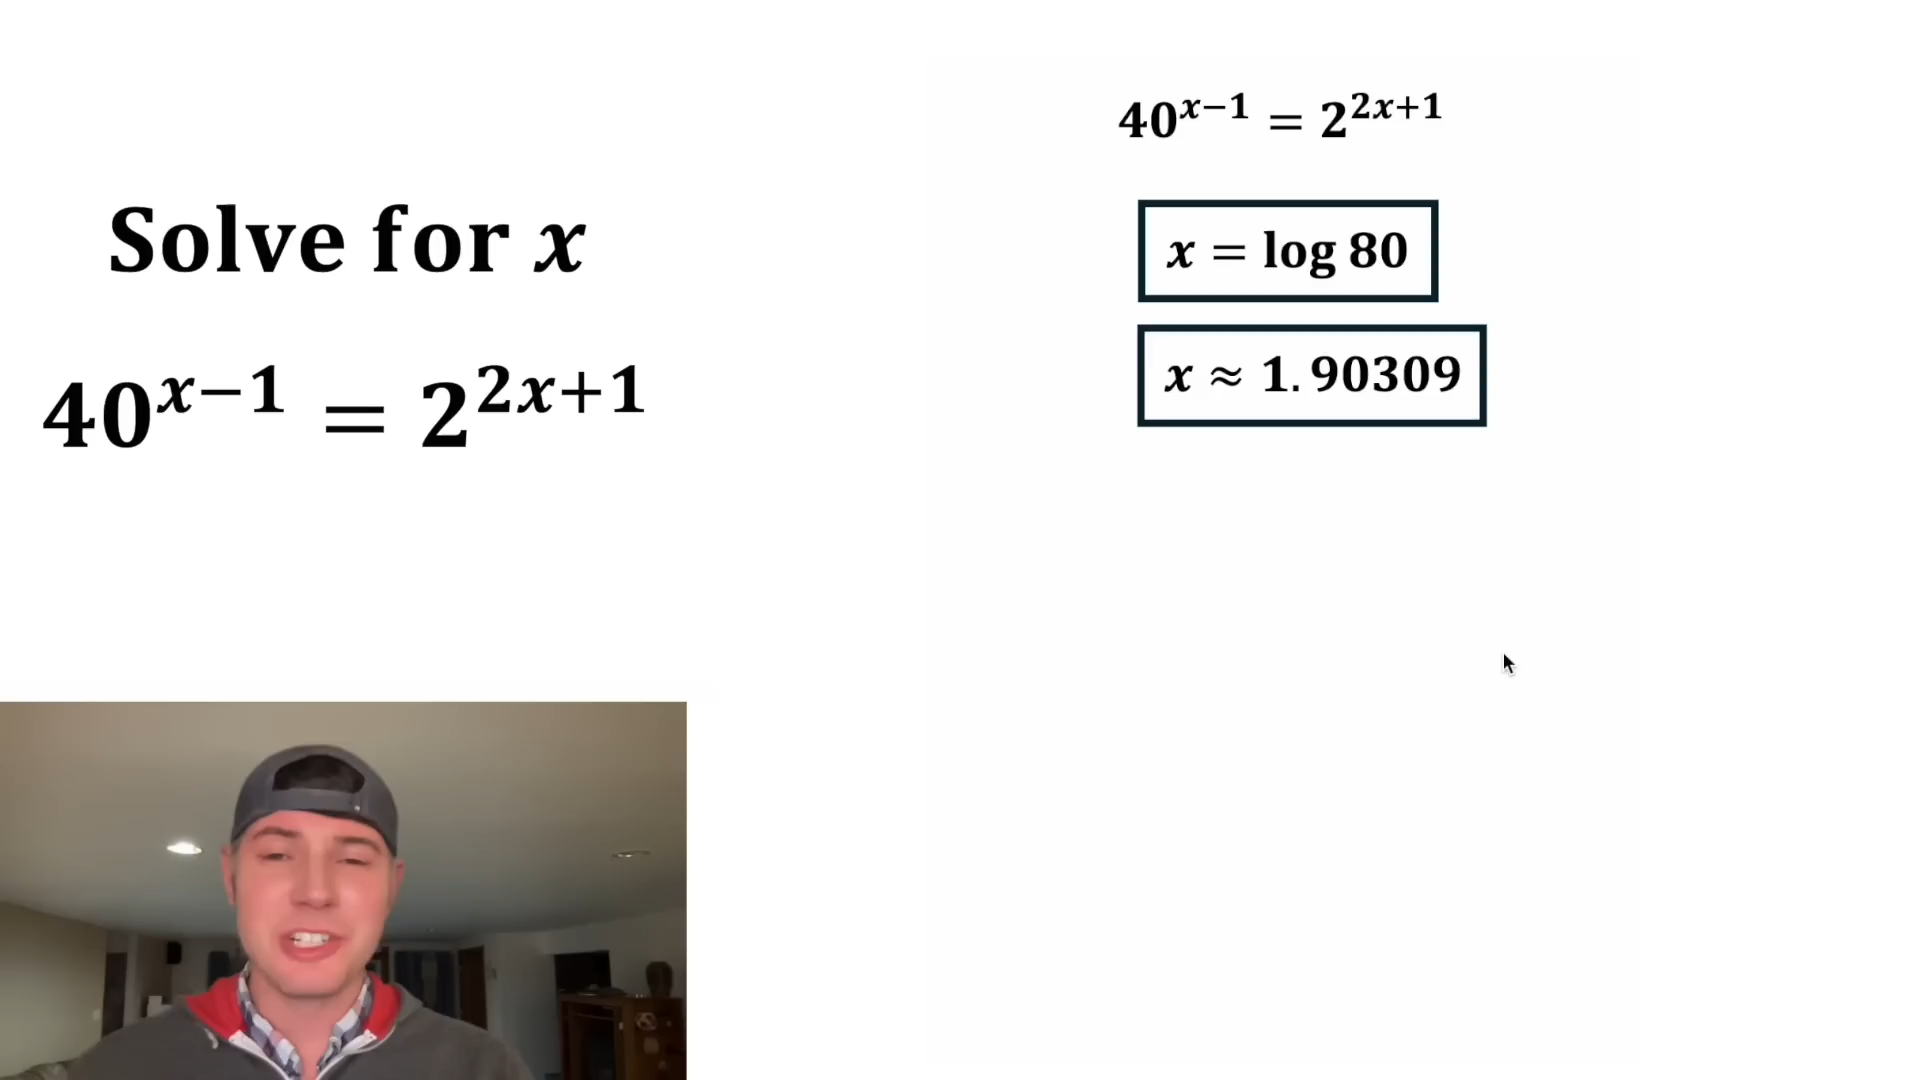 Solve for x
40^{x−1} = 2^{2x+1}
40^{x−1} = 2^{2x+1}
x = log 80
x ≈ 1.90309